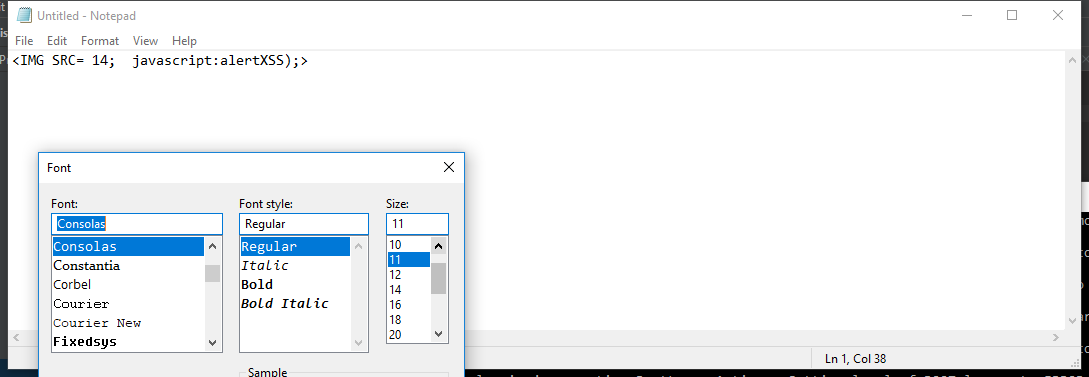 Untitled - Notepad
File Edit Format View Help
<IMG SRC= 14;  javascript:alertXSS);>
Font
Font: Font style: Size:
Consolas Regular 11
Consolas Regular 10
Constantia Italic 11
Corbel Bold 12
Courier Bold Italic 14
Courier New 16
Fixedsys 18
20
Ln 1, Col 38
Sample